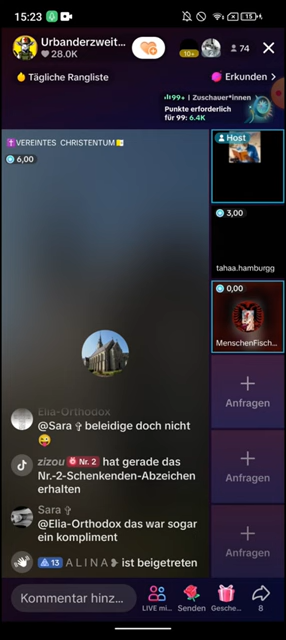 15:23
15
Urbanderzweit...
28.0K
10+
74
Tägliche Rangliste
Erkunden >
99+ | Zuschauer*innen
Punkte erforderlich
für 99: 6.4K
VEREINTES CHRISTENTUM
6,00
Host
3,00
tahaa.hamburgg
0,00
MenschenFisch...
Anfragen
Anfragen
Anfragen
Elia-Orthodox
@Sara ✞ beleidige doch nicht
😜
zizou Nr. 2 hat gerade das
Nr.-2-Schenkenden-Abzeichen
erhalten
Sara ✞
@Elia-Orthodox das war sogar
ein kompliment
13 A L I N A ❥ ist beigetreten
Kommentar hinz...
LIVE mi...
Senden
Gesche...
8